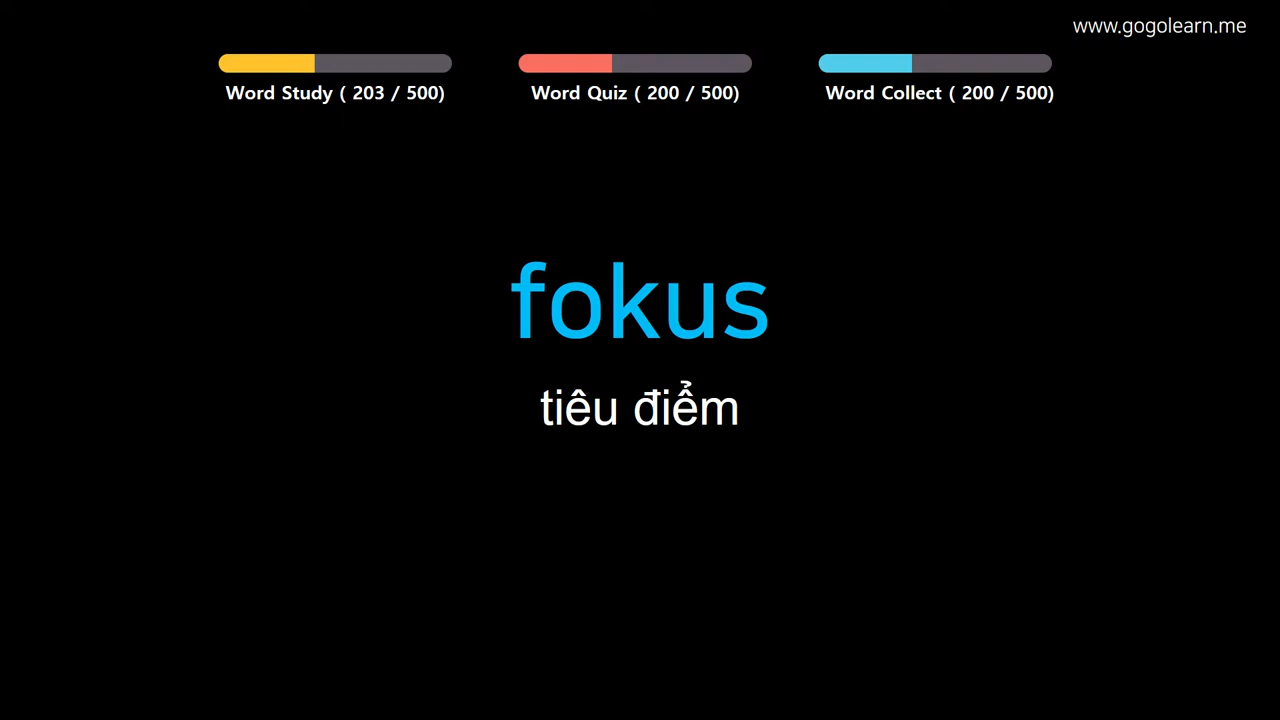 www.gogolearn.me
Word Study ( 203 / 500)
Word Quiz ( 200 / 500)
Word Collect ( 200 / 500)
fokus
tiêu điểm